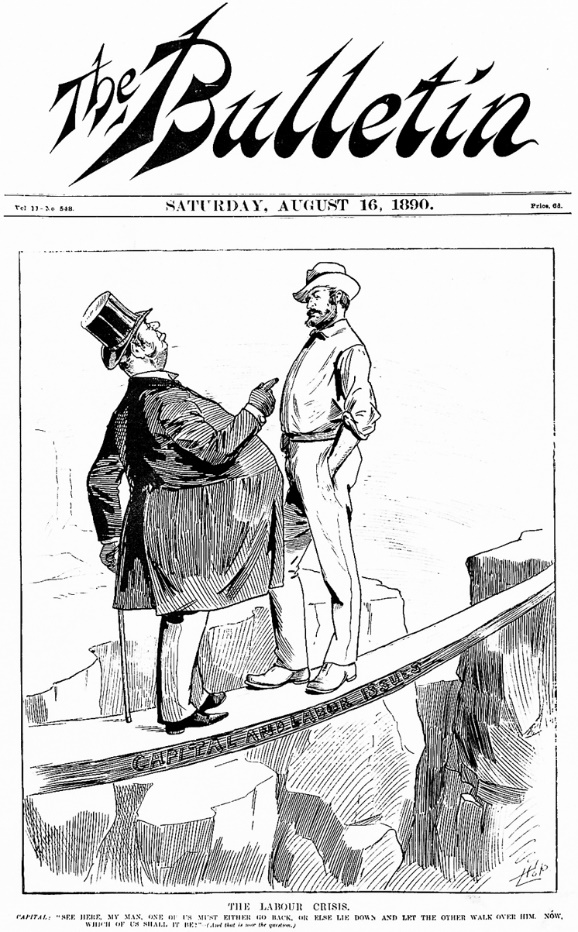 The Bulletin
Vol 11—No 548.
SATURDAY, AUGUST 16, 1890.
Price, 6d.
CAPITAL AND LABOR ISSUES
Hop
THE LABOUR CRISIS.
CAPITAL: "SEE HERE, MY MAN, ONE OF US MUST EITHER GO BACK, OR ELSE LIE DOWN AND LET THE OTHER WALK OVER HIM. NOW,
WHICH OF US SHALL IT BE?"—(And that is now the question.)